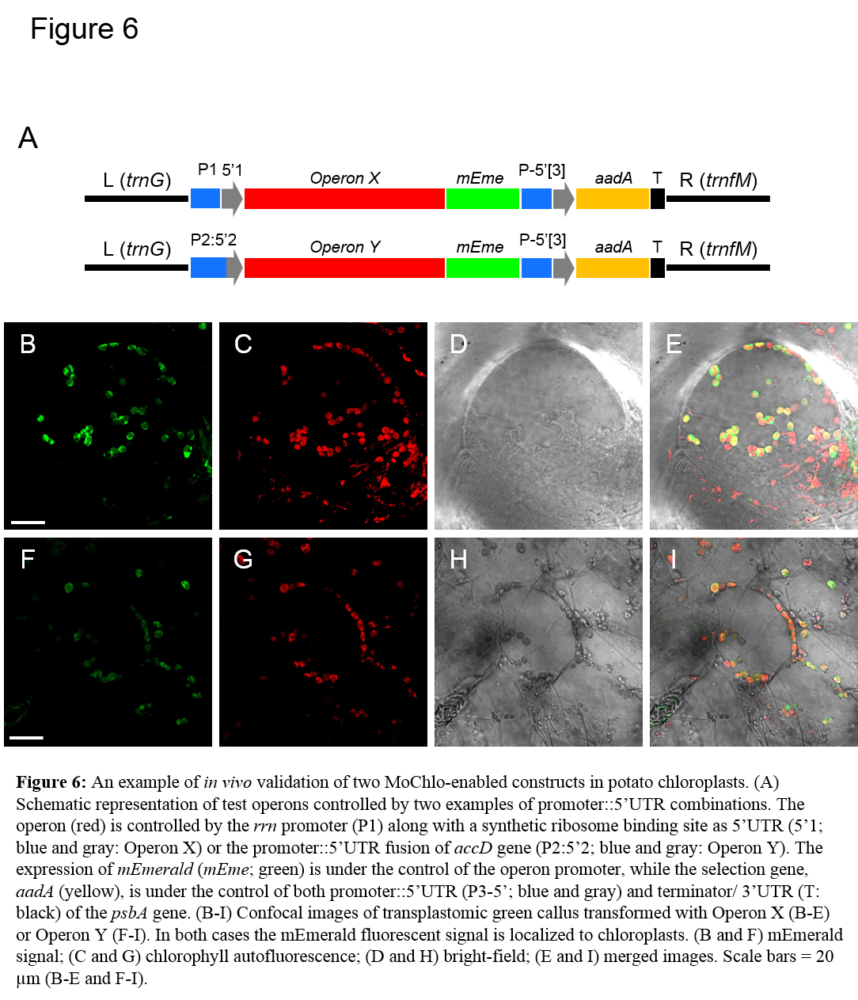 Figure 6
A
L (trnG) P1 5’1 Operon X mEme P-5’[3] aadA T R (trnfM)
L (trnG) P2:5’2 Operon Y mEme P-5’[3] aadA T R (trnfM)
B C D E
F G H I
Figure 6: An example of in vivo validation of two MoChlo-enabled constructs in potato chloroplasts. (A)
Schematic representation of test operons controlled by two examples of promoter::5’UTR combinations. The
operon (red) is controlled by the rrn promoter (P1) along with a synthetic ribosome binding site as 5’UTR (5’1;
blue and gray: Operon X) or the promoter::5’UTR fusion of accD gene (P2:5’2; blue and gray: Operon Y). The
expression of mEmerald (mEme; green) is under the control of the operon promoter, while the selection gene,
aadA (yellow), is under the control of both promoter::5’UTR (P3-5’; blue and gray) and terminator/ 3’UTR (T:
black) of the psbA gene. (B-I) Confocal images of transplastomic green callus transformed with Operon X (B-E)
or Operon Y (F-I). In both cases the mEmerald fluorescent signal is localized to chloroplasts. (B and F) mEmerald
signal; (C and G) chlorophyll autofluorescence; (D and H) bright-field; (E and I) merged images. Scale bars = 20
µm (B-E and F-I).